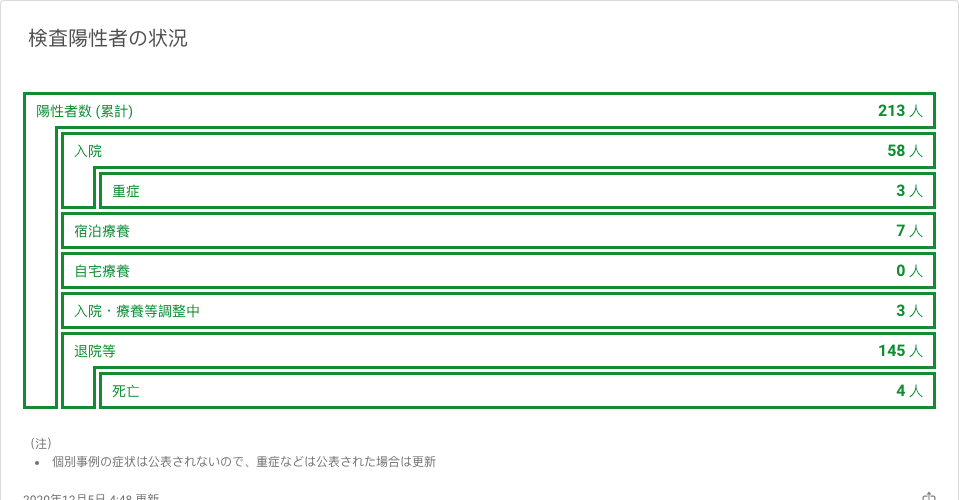 検査陽性者の状況
陽性者数 (累計) 213 人
入院 58 人
重症 3 人
宿泊療養 7 人
自宅療養 0 人
入院・療養等調整中 3 人
退院等 145 人
死亡 4 人
（注）
• 個別事例の症状は公表されないので、重症などは公表された場合は更新
2020年12月5日 4:48 更新